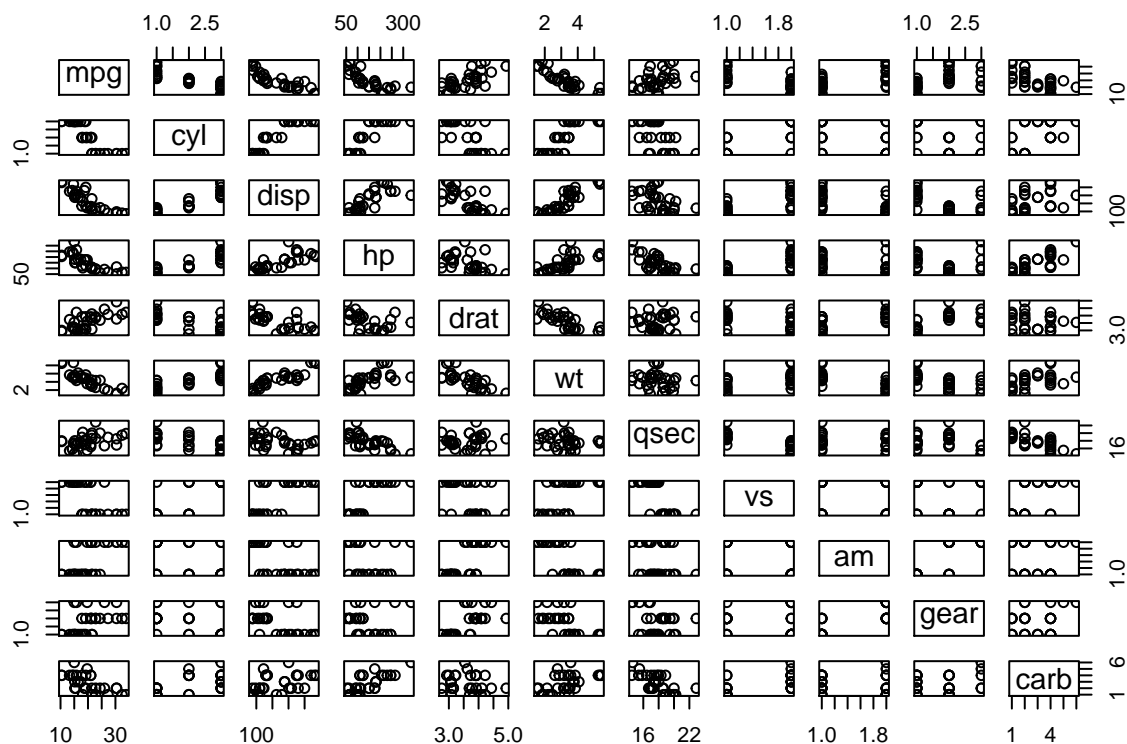 1.0 2.5 50 300 2 4 1.0 1.8 1.0 2.5
mpg 10
1.0 cyl
disp 100
50 hp
drat 3.0
2 wt
qsec 16
1.0 vs
am 1.0
1.0 gear
carb 1 6
10 30 100 3.0 5.0 16 22 1.0 1.8 1 4